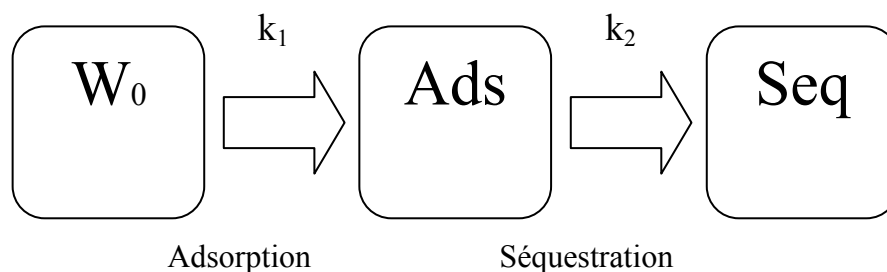 k₁ k₂
W₀ Ads Seq
Adsorption Séquestration